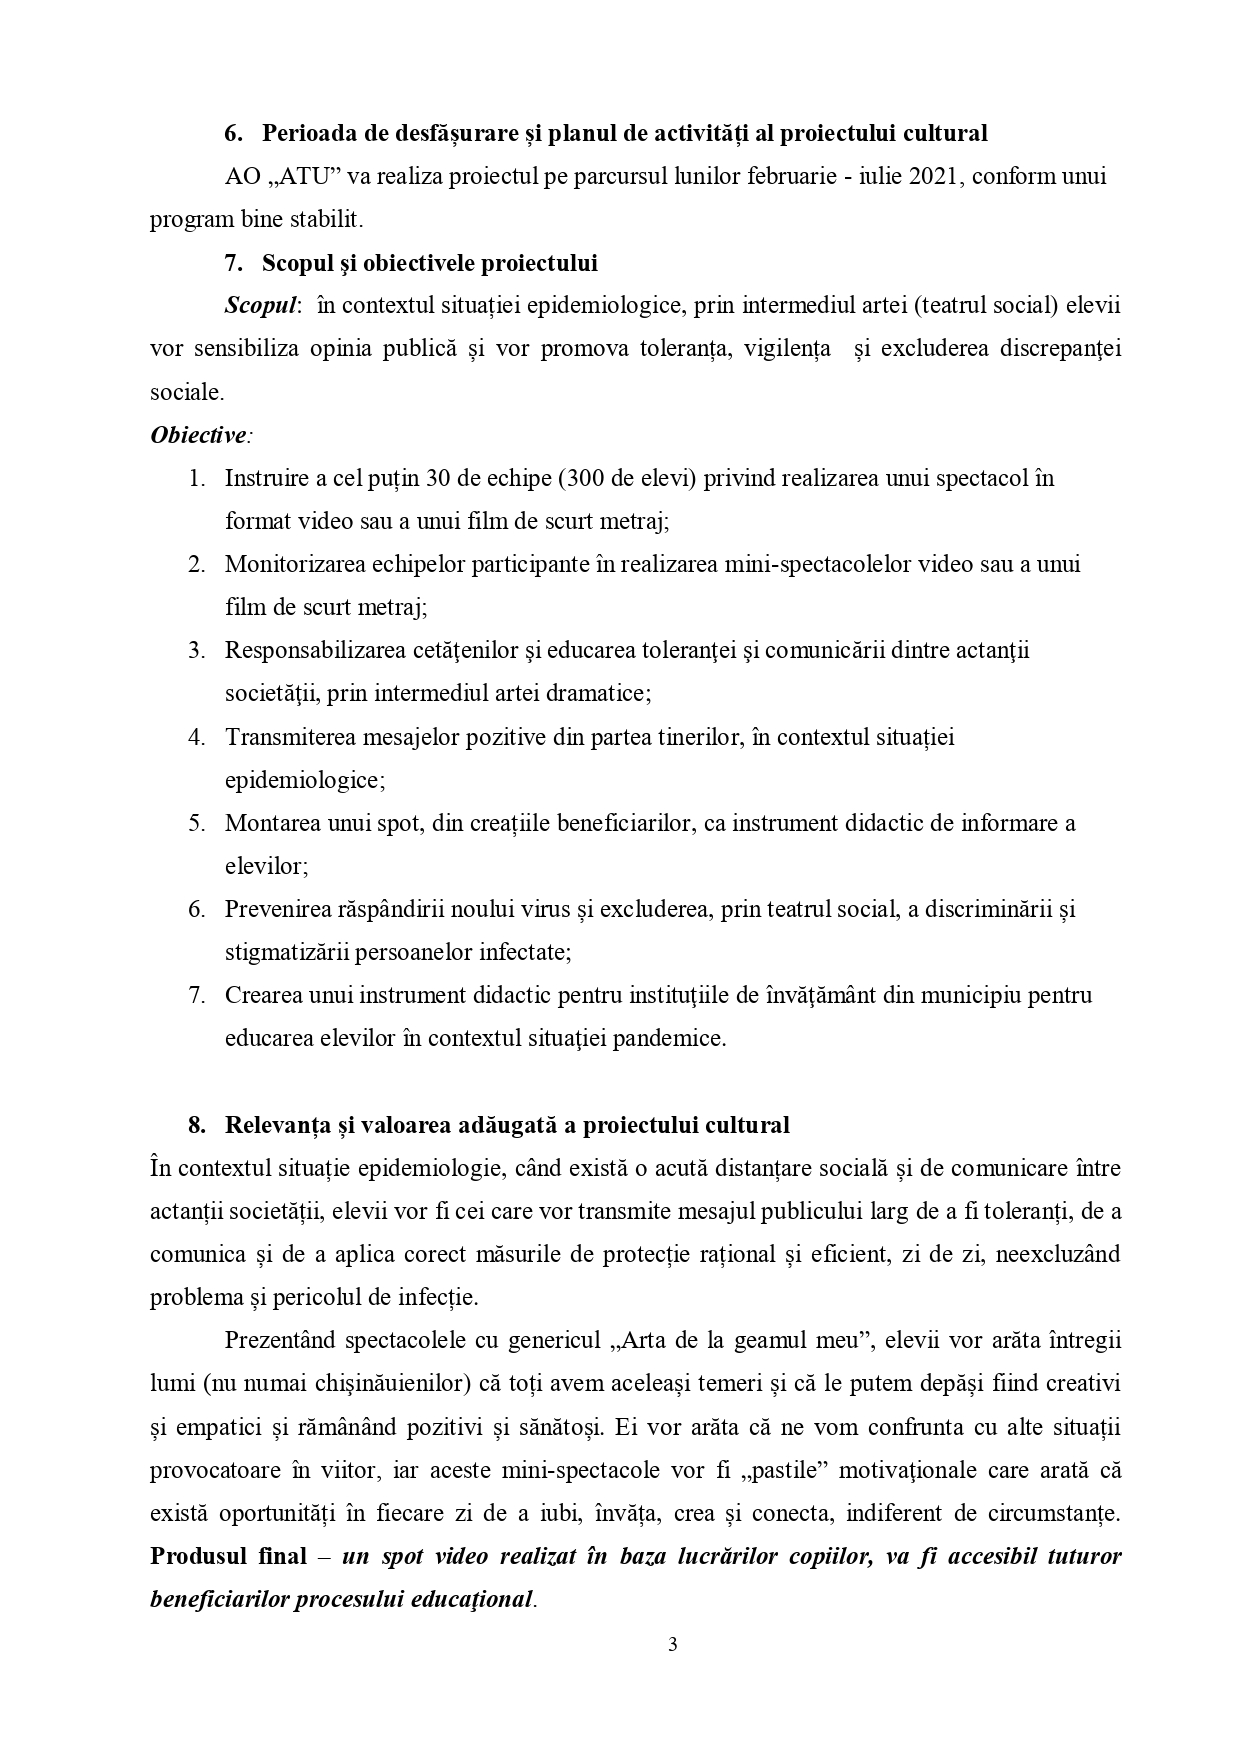 6. Perioada de desfășurare și planul de activități al proiectului cultural
AO „ATU” va realiza proiectul pe parcursul lunilor februarie - iulie 2021, conform unui
program bine stabilit.
7. Scopul şi obiectivele proiectului
Scopul: în contextul situației epidemiologice, prin intermediul artei (teatrul social) elevii
vor sensibiliza opinia publică și vor promova toleranța, vigilența și excluderea discrepanţei
sociale.
Obiective:
1. Instruire a cel puțin 30 de echipe (300 de elevi) privind realizarea unui spectacol în
format video sau a unui film de scurt metraj;
2. Monitorizarea echipelor participante în realizarea mini-spectacolelor video sau a unui
film de scurt metraj;
3. Responsabilizarea cetăţenilor şi educarea toleranţei şi comunicării dintre actanţii
societăţii, prin intermediul artei dramatice;
4. Transmiterea mesajelor pozitive din partea tinerilor, în contextul situației
epidemiologice;
5. Montarea unui spot, din creațiile beneficiarilor, ca instrument didactic de informare a
elevilor;
6. Prevenirea răspândirii noului virus și excluderea, prin teatrul social, a discriminării și
stigmatizării persoanelor infectate;
7. Crearea unui instrument didactic pentru instituţiile de învăţământ din municipiu pentru
educarea elevilor în contextul situaţiei pandemice.
8. Relevanța și valoarea adăugată a proiectului cultural
În contextul situație epidemiologie, când există o acută distanțare socială și de comunicare între
actanții societății, elevii vor fi cei care vor transmite mesajul publicului larg de a fi toleranți, de a
comunica și de a aplica corect măsurile de protecție rațional și eficient, zi de zi, neexcluzând
problema și pericolul de infecție.
Prezentând spectacolele cu genericul „Arta de la geamul meu”, elevii vor arăta întregii
lumi (nu numai chişinăuienilor) că toți avem aceleași temeri și că le putem depăși fiind creativi
și empatici și rămânând pozitivi și sănătoși. Ei vor arăta că ne vom confrunta cu alte situații
provocatoare în viitor, iar aceste mini-spectacole vor fi „pastile” motivaţionale care arată că
există oportunități în fiecare zi de a iubi, învăța, crea și conecta, indiferent de circumstanțe.
Produsul final – un spot video realizat în baza lucrărilor copiilor, va fi accesibil tuturor
beneficiarilor procesului educaţional.
3